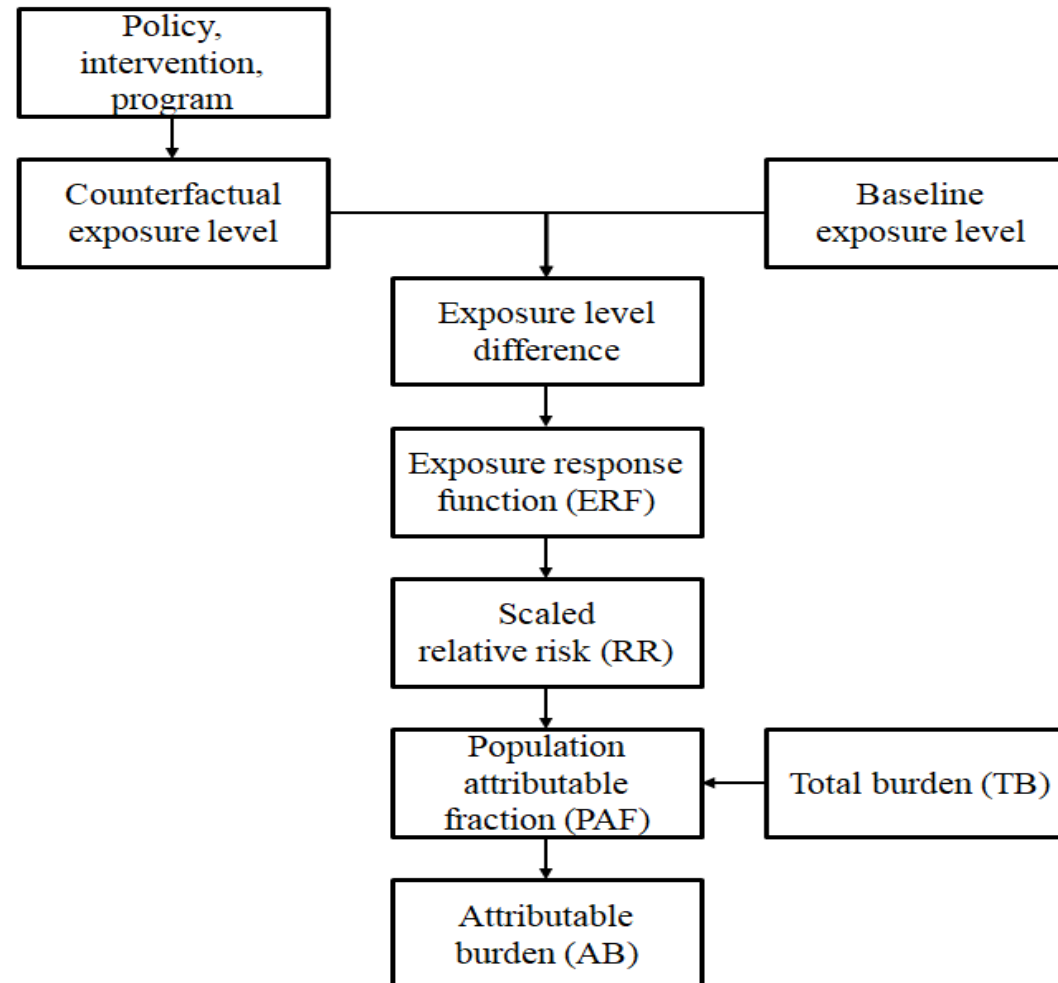 Policy,
intervention,
program
Counterfactual
exposure level
Baseline
exposure level
Exposure level
difference
Exposure response
function (ERF)
Scaled
relative risk (RR)
Population
attributable
fraction (PAF)
Total burden (TB)
Attributable
burden (AB)